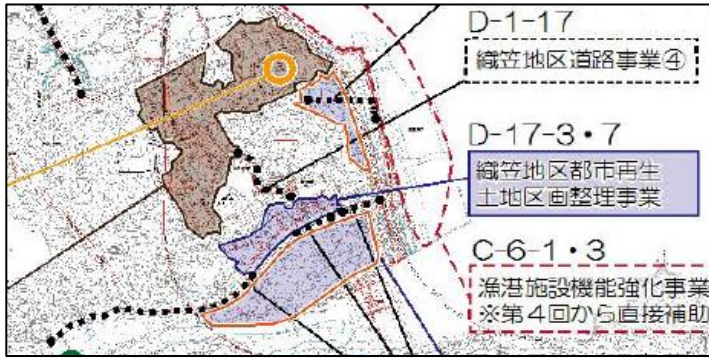 D-1-17
織笠地区道路事業④
D-17-3・7
織笠地区都市再生
土地区画整理事業
C-6-1・3
漁港施設機能強化事業
※第4回から直接補助